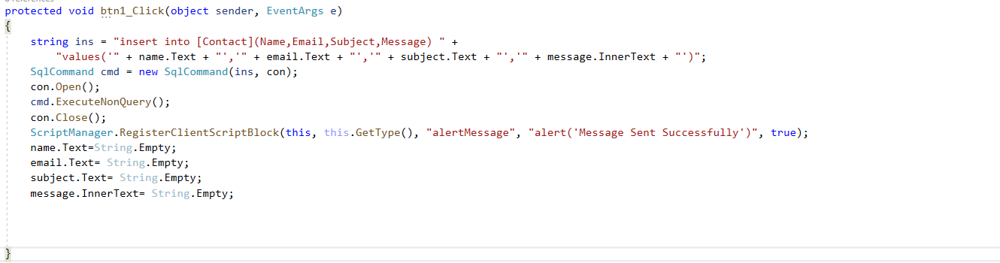 protected void btn1_Click(object sender, EventArgs e)
{
string ins = "insert into [Contact](Name,Email,Subject,Message) " +
"values('" + name.Text + "','" + email.Text + "','" + subject.Text + "','" + message.InnerText + "')";
SqlCommand cmd = new SqlCommand(ins, con);
con.Open();
cmd.ExecuteNonQuery();
con.Close();
ScriptManager.RegisterClientScriptBlock(this, this.GetType(), "alertMessage", "alert('Message Sent Successfully')", true);
name.Text=String.Empty;
email.Text= String.Empty;
subject.Text= String.Empty;
message.InnerText= String.Empty;
}